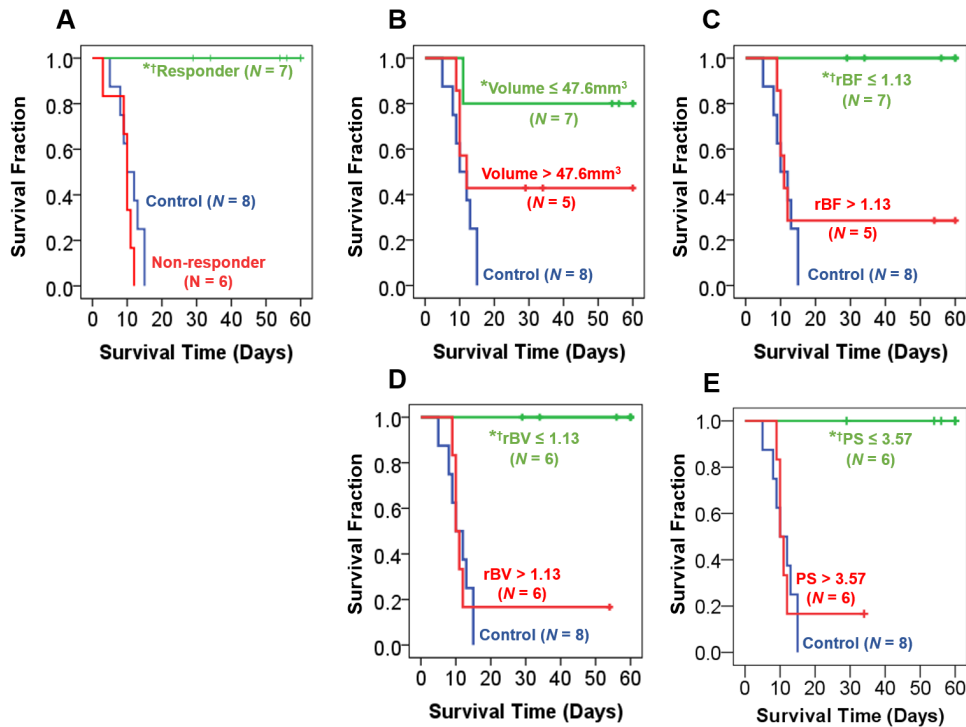 A
1.0
0.8
0.6
0.4
0.2
0.0
Survival Fraction
*†Responder (N = 7)
Control (N = 8)
Non-responder
(N = 6)
0 10 20 30 40 50 60
Survival Time (Days)
B
1.0
0.8
0.6
0.4
0.2
0.0
Survival Fraction
*Volume ≤ 47.6mm³
(N = 7)
Volume > 47.6mm³
(N = 5)
Control (N = 8)
0 10 20 30 40 50 60
Survival Time (Days)
C
1.0
0.8
0.6
0.4
0.2
0.0
Survival Fraction
*†rBF ≤ 1.13
(N = 7)
rBF > 1.13
(N = 5)
Control (N = 8)
0 10 20 30 40 50 60
Survival Time (Days)
D
1.0
0.8
0.6
0.4
0.2
0.0
Survival Fraction
*†rBV ≤ 1.13
(N = 6)
rBV > 1.13
(N = 6)
Control (N = 8)
0 10 20 30 40 50 60
Survival Time (Days)
E
1.0
0.8
0.6
0.4
0.2
0.0
Survival Fraction
*†PS ≤ 3.57
(N = 6)
PS > 3.57
(N = 6)
Control (N = 8)
0 10 20 30 40 50 60
Survival Time (Days)